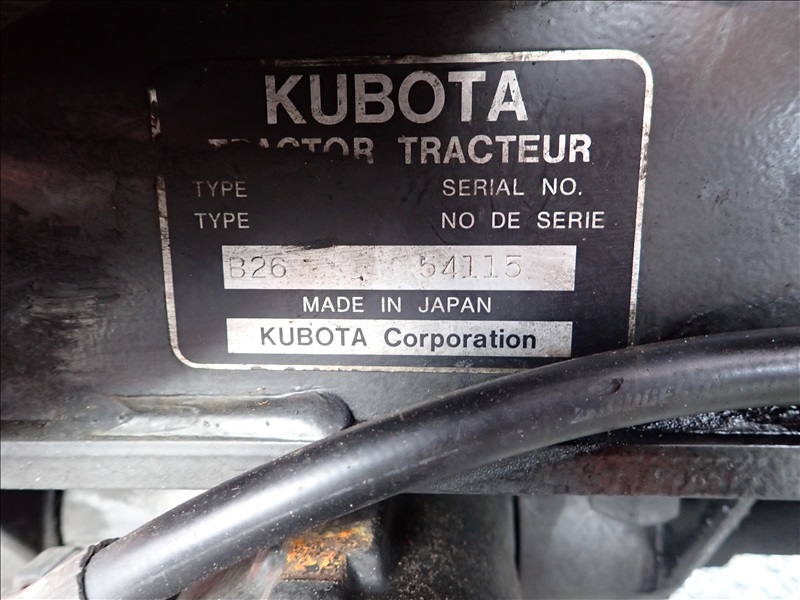 KUBOTA
TRACTOR TRACTEUR
TYPE SERIAL NO.
TYPE NO DE SERIE
B26 54115
MADE IN JAPAN
KUBOTA Corporation